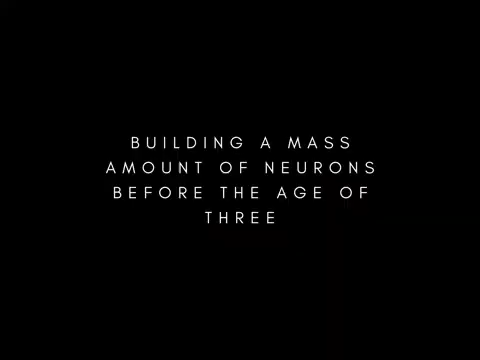 BUILDING A MASS
AMOUNT OF NEURONS
BEFORE THE AGE OF
THREE